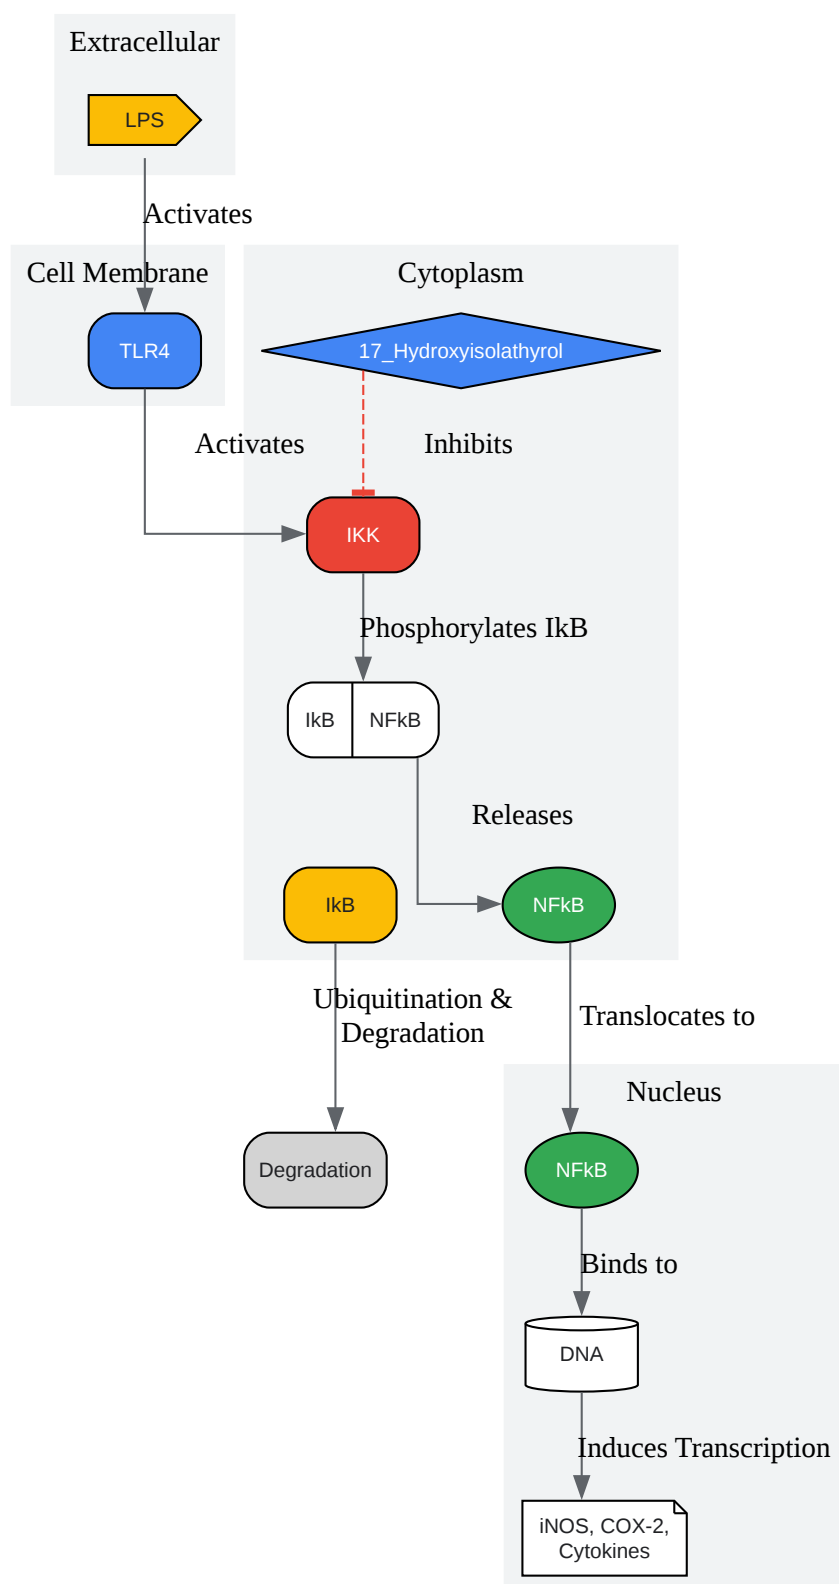 Extracellular
LPS
Activates
Cell Membrane
Cytoplasm
TLR4
17_Hydroxyisolathyrol
Activates
Inhibits
IKK
Phosphorylates IkB
IkB
NFkB
Releases
IkB
NFkB
Ubiquitination &
Degradation
Translocates to
Nucleus
Degradation
NFkB
Binds to
DNA
Induces Transcription
iNOS, COX-2,
Cytokines